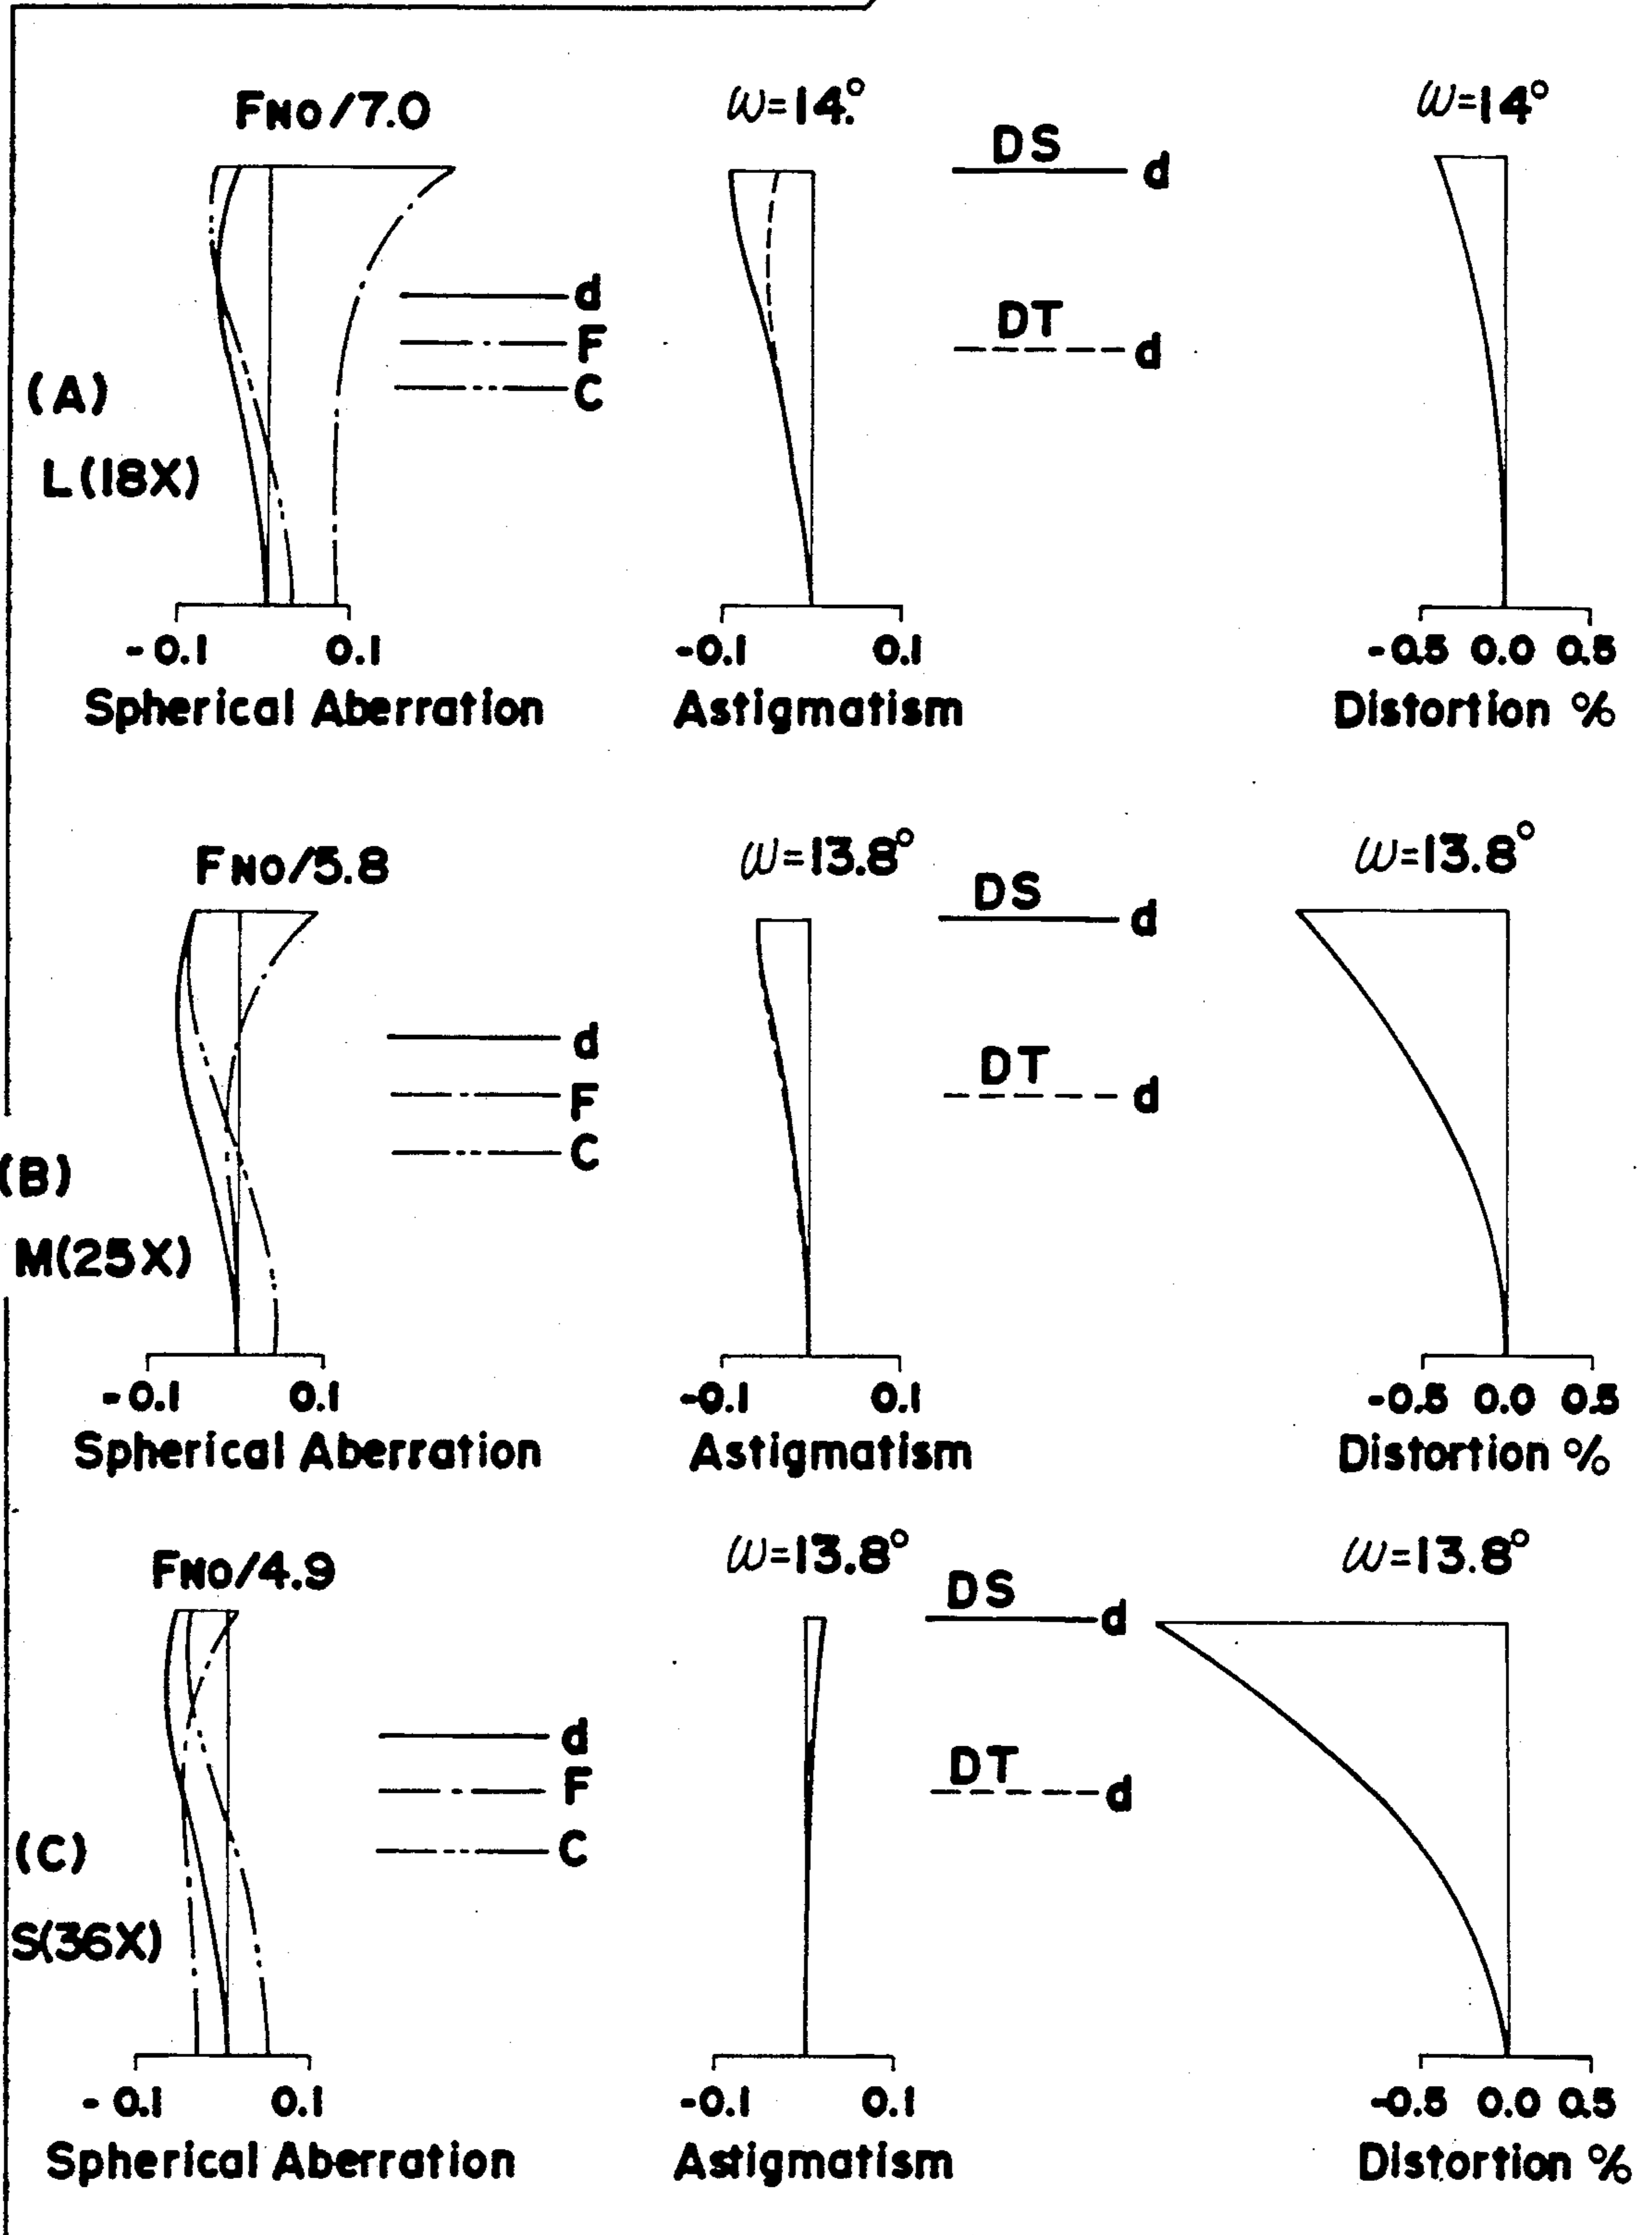 FNO/7.0
ω=14.°
ω=14°
DS
d
d
F
C
DT
d
(A)
L(18X)
-0.1 0.1
-0.1 0.1
-0.5 0.0 0.5
Spherical Aberration
Astigmatism
Distortion %
FNO/5.8
ω=13.8°
ω=13.8°
DS
d
d
F
C
DT
d
(B)
M(25X)
-0.1 0.1
-0.1 0.1
-0.5 0.0 0.5
Spherical Aberration
Astigmatism
Distortion %
FNO/4.9
ω=13.8°
ω=13.8°
DS
d
d
F
C
DT
d
(C)
S(36X)
-0.1 0.1
-0.1 0.1
-0.5 0.0 0.5
Spherical Aberration
Astigmatism
Distortion %